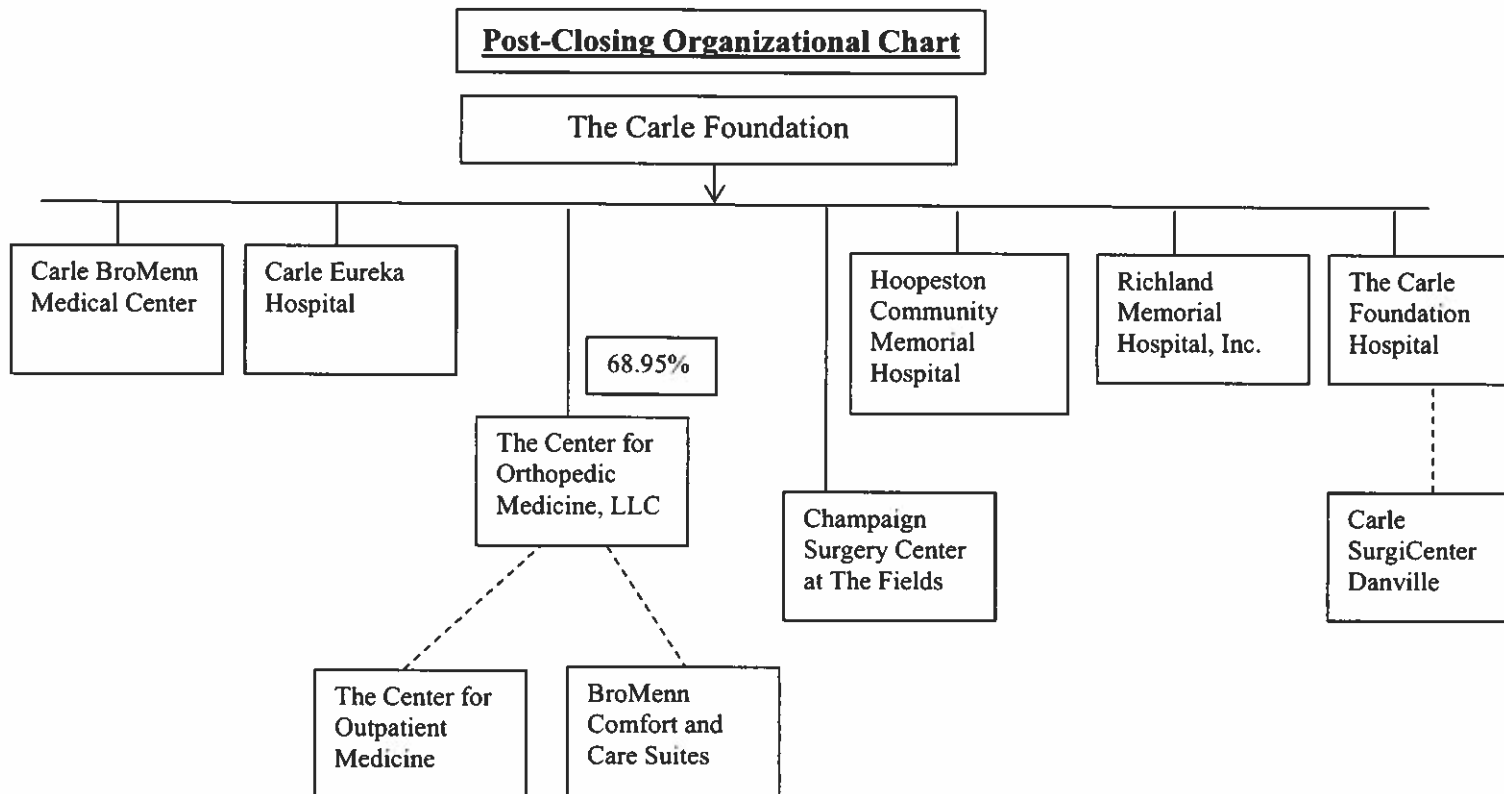 Post-Closing Organizational Chart
The Carle Foundation
Carle BroMenn
Medical Center
Carle Eureka
Hospital
68.95%
The Center for
Orthopedic
Medicine, LLC
Champaign
Surgery Center
at The Fields
Hoopeston
Community
Memorial
Hospital
Richland
Memorial
Hospital, Inc.
The Carle
Foundation
Hospital
Carle
SurgiCenter
Danville
The Center for
Outpatient
Medicine
BroMenn
Comfort and
Care Suites